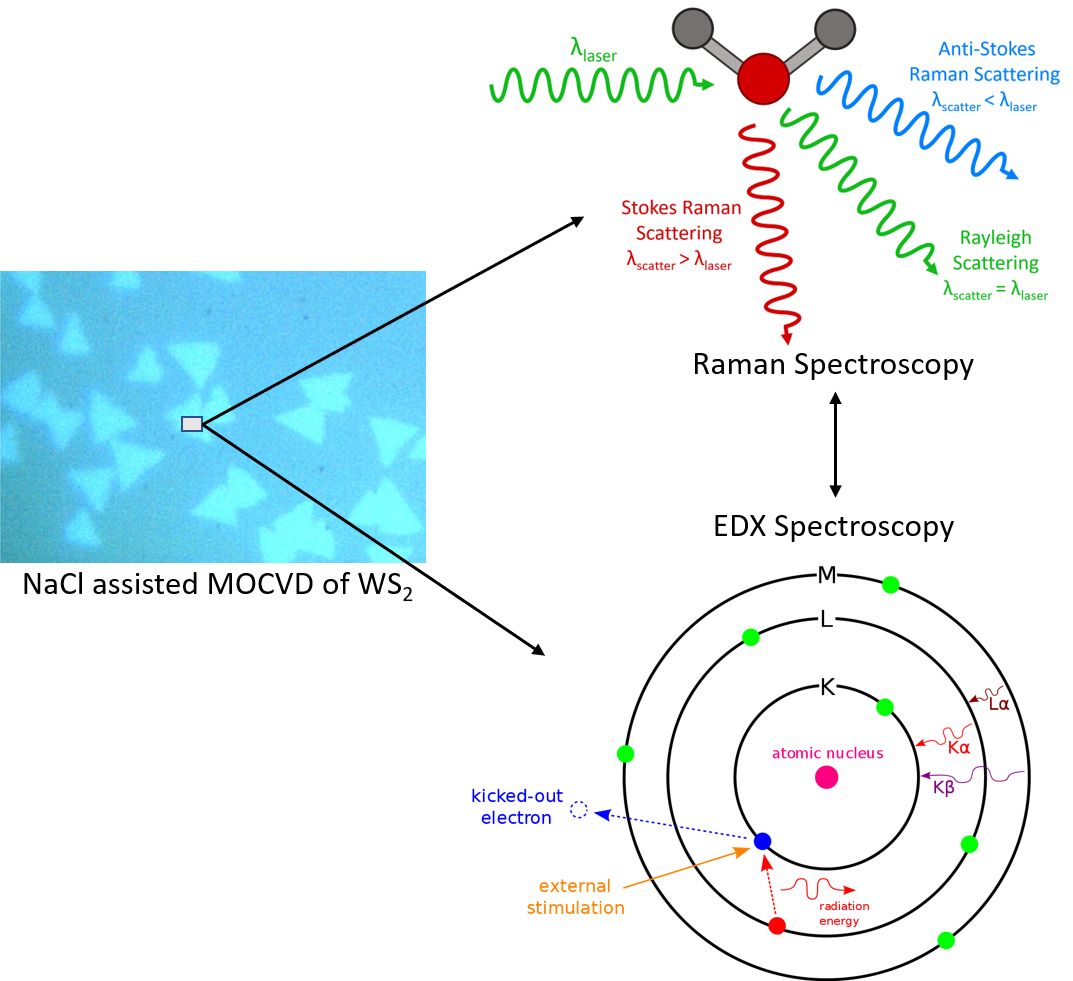 λlaser
Anti-Stokes
Raman Scattering
λscatter < λlaser
Stokes Raman
Scattering
λscatter > λlaser
Rayleigh
Scattering
λscatter = λlaser
Raman Spectroscopy
EDX Spectroscopy
NaCl assisted MOCVD of WS2
M
L
K
Lα
Kα
Kβ
atomic nucleus
kicked-out
electron
external
stimulation
radiation
energy